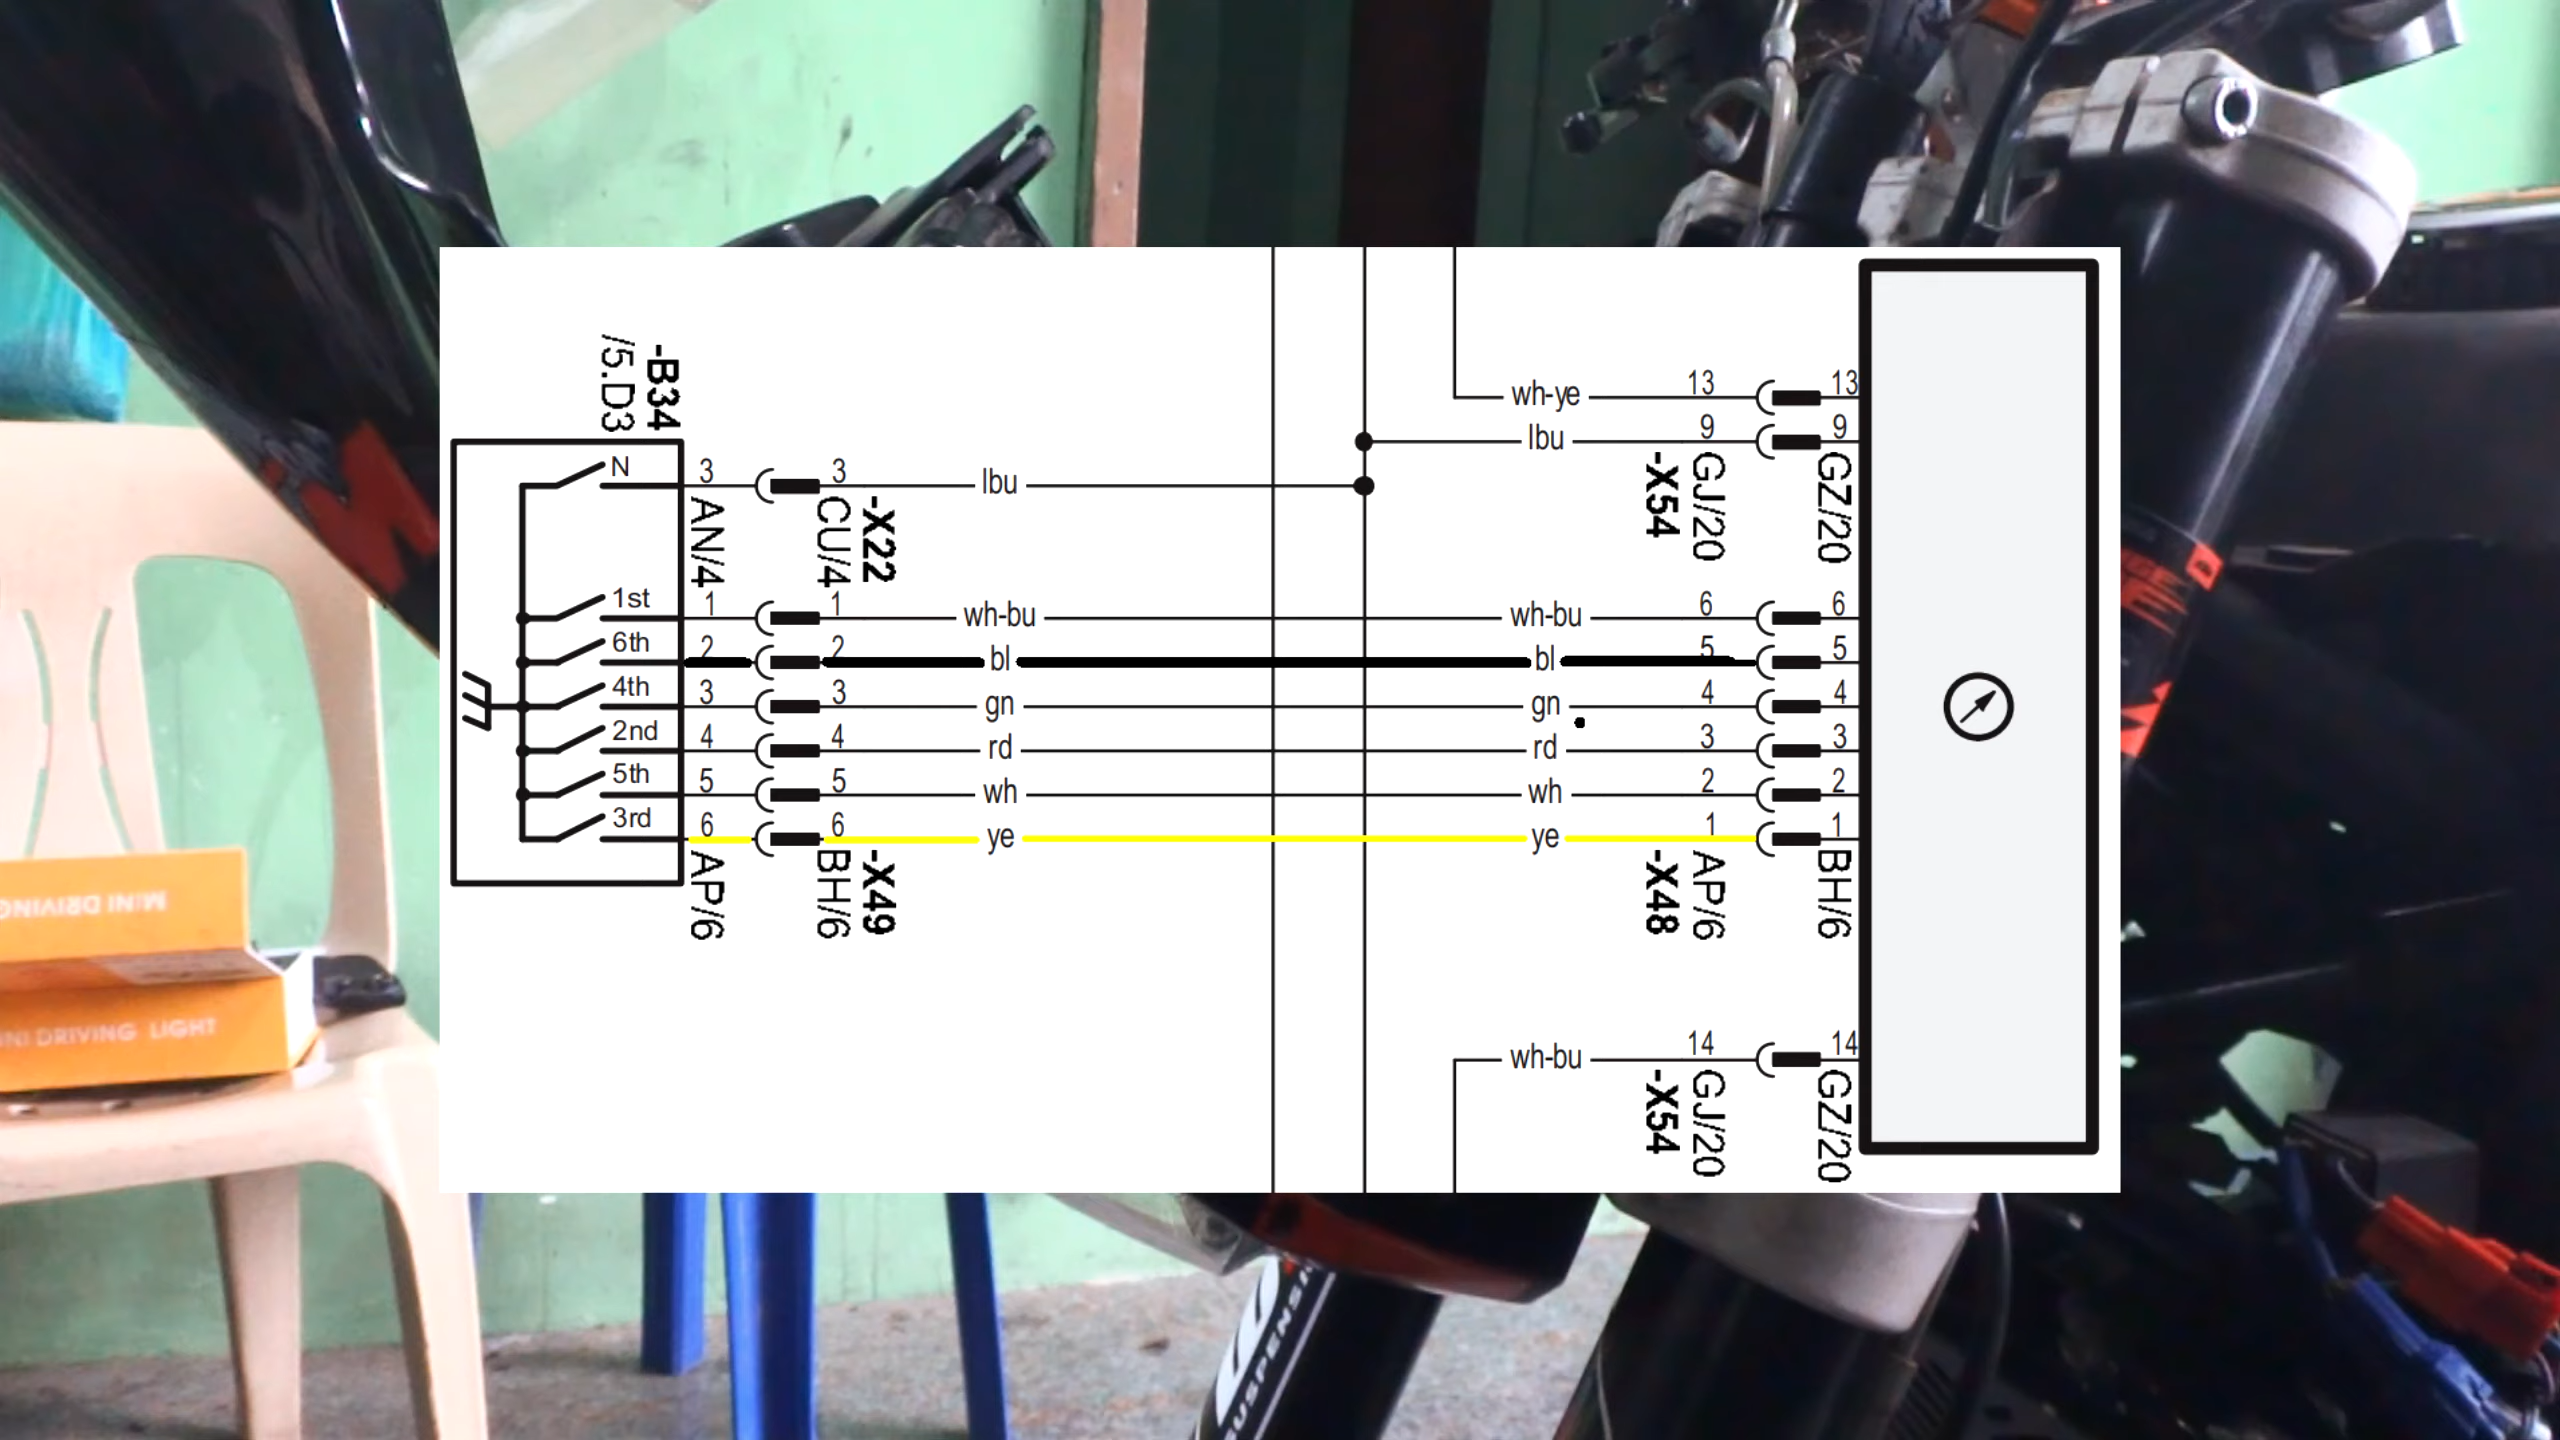 -B34
/5.D3
N
3
3
lbu
AN/4
CU/4
-X22
wh-ye
13
13
lbu
9
9
-X54
GJ/20
GZ/20
1st
1
1
wh-bu
wh-bu
6
6
6th
2
2
bl
bl
5
5
4th
3
3
gn
gn
4
4
2nd
4
4
rd
rd
3
3
5th
5
5
wh
wh
2
2
3rd
6
6
ye
ye
1
1
AP/6
BH/6
-X49
-X48
AP/6
BH/6
wh-bu
14
14
-X54
GJ/20
GZ/20
MINI DRIVING
DRIVING LIGHT